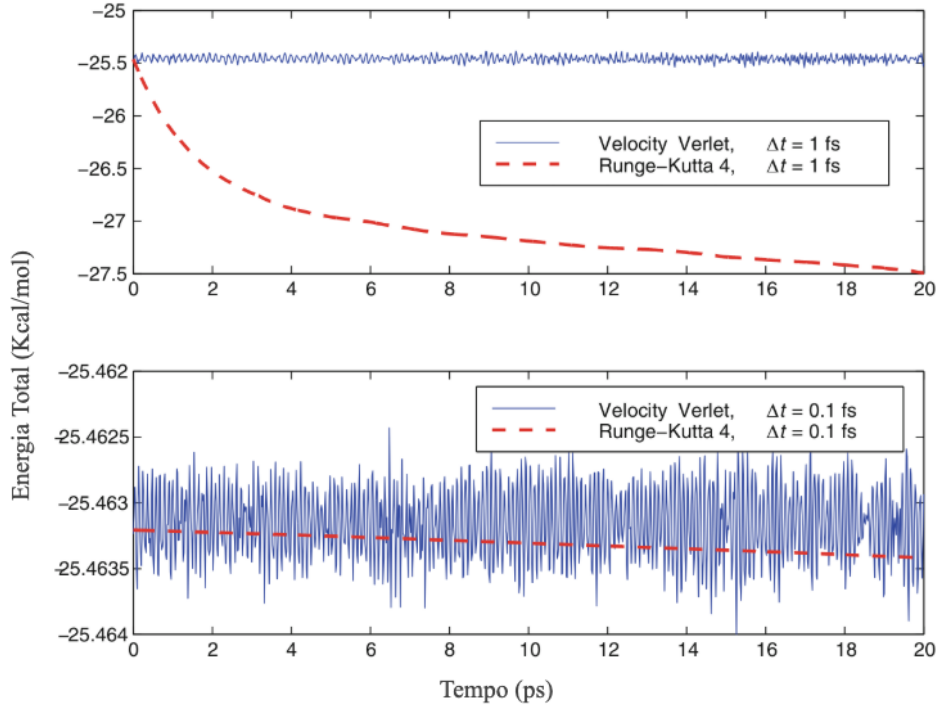 −25
−25.5
−26
−26.5
−27
−27.5
Velocity Verlet, Δt = 1 fs
Runge−Kutta 4, Δt = 1 fs
0 2 4 6 8 10 12 14 16 18 20
Energia Total (Kcal/mol)
−25.462
−25.4625
−25.463
−25.4635
−25.464
Velocity Verlet, Δt = 0.1 fs
Runge−Kutta 4, Δt = 0.1 fs
0 2 4 6 8 10 12 14 16 18 20
Tempo (ps)